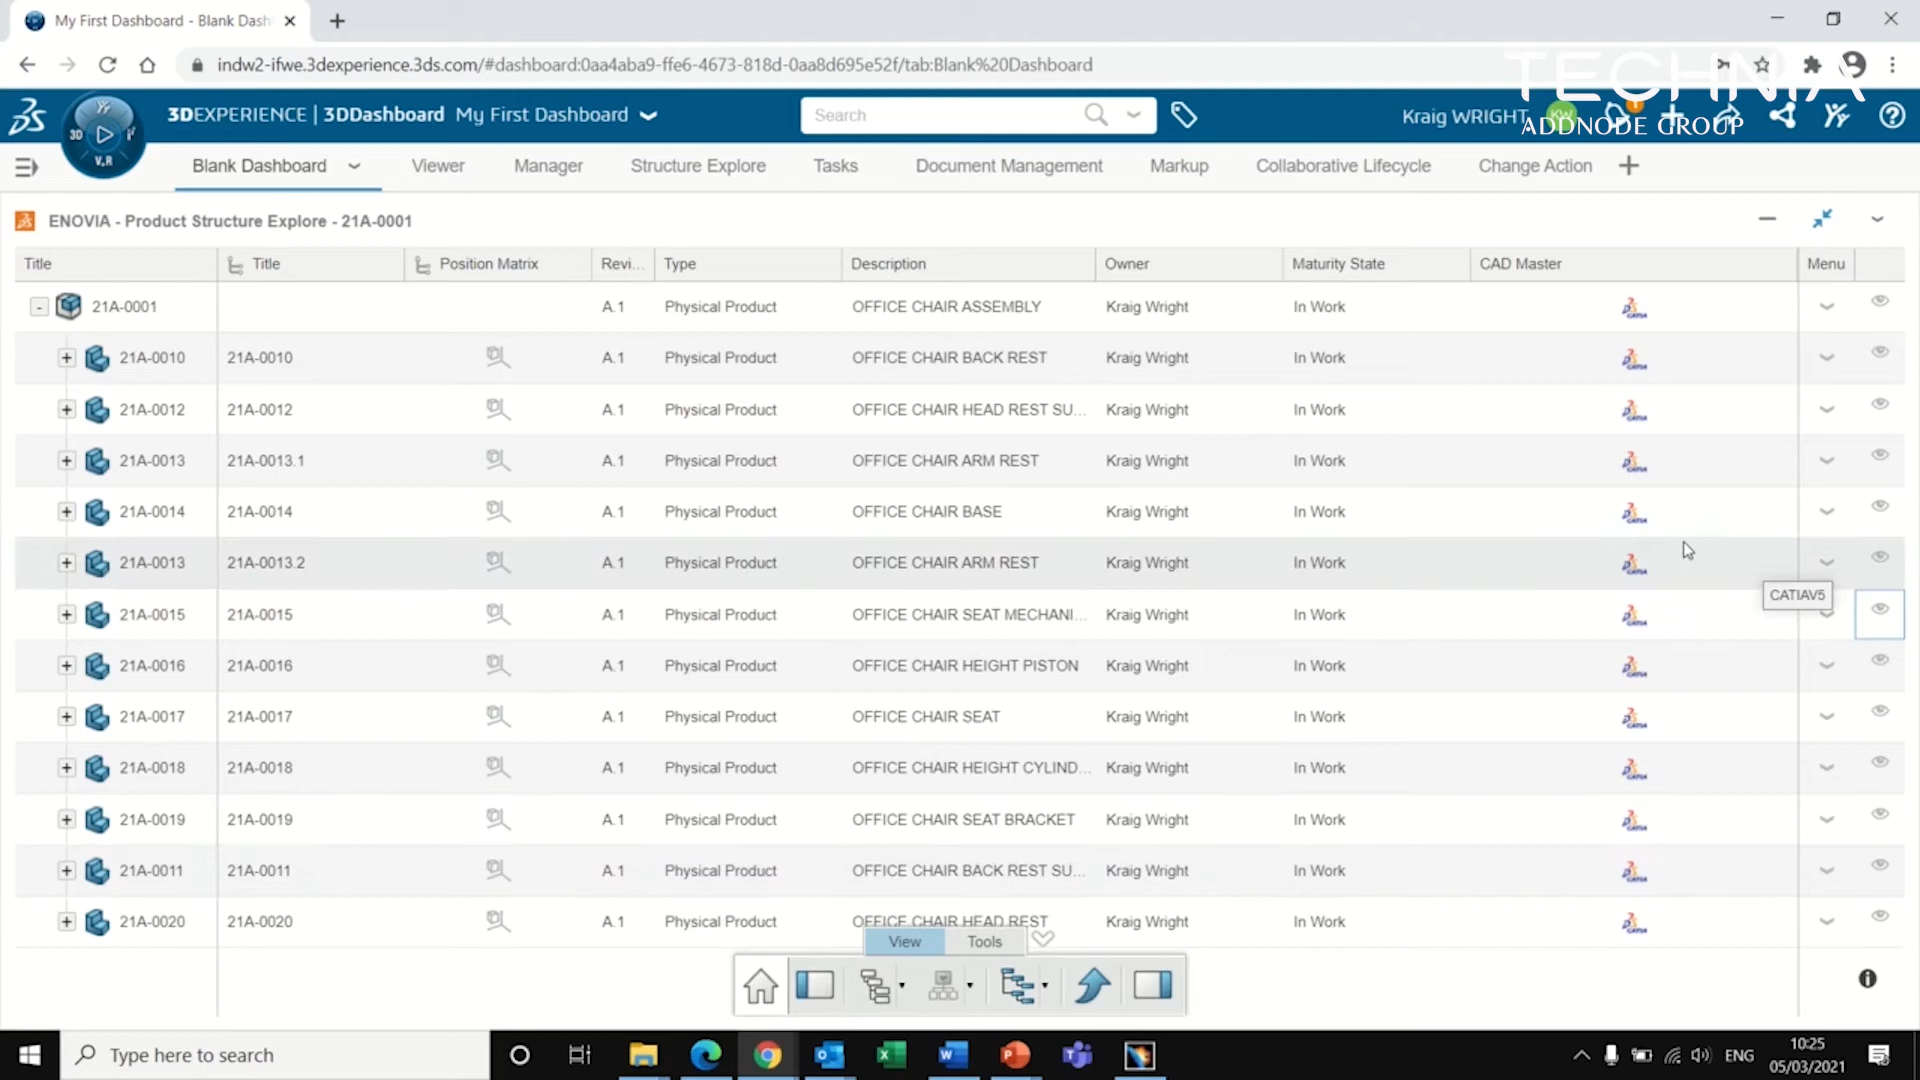 My First Dashboard - Blank Dash
indw2-ifwe.3dexperience.3ds.com/#dashboard:0aa4aba9-ffe6-4673-818d-0aa8d695e52f/tab:Blank%20Dashboard
TECHNIA
ADDNODE GROUP
3D V,R
3DEXPERIENCE | 3DDashboard My First Dashboard
Search
Kraig WRIGHT KW
Blank Dashboard Viewer Manager Structure Explore Tasks Document Management Markup Collaborative Lifecycle Change Action
ENOVIA - Product Structure Explore - 21A-0001
Title Title Position Matrix Revi... Type Description Owner Maturity State CAD Master Menu
21A-0001 A.1 Physical Product OFFICE CHAIR ASSEMBLY Kraig Wright In Work
21A-0010 21A-0010 A.1 Physical Product OFFICE CHAIR BACK REST Kraig Wright In Work
21A-0012 21A-0012 A.1 Physical Product OFFICE CHAIR HEAD REST SU... Kraig Wright In Work
21A-0013 21A-0013.1 A.1 Physical Product OFFICE CHAIR ARM REST Kraig Wright In Work
21A-0014 21A-0014 A.1 Physical Product OFFICE CHAIR BASE Kraig Wright In Work
21A-0013 21A-0013.2 A.1 Physical Product OFFICE CHAIR ARM REST Kraig Wright In Work
CATIAV5
21A-0015 21A-0015 A.1 Physical Product OFFICE CHAIR SEAT MECHANI... Kraig Wright In Work
21A-0016 21A-0016 A.1 Physical Product OFFICE CHAIR HEIGHT PISTON Kraig Wright In Work
21A-0017 21A-0017 A.1 Physical Product OFFICE CHAIR SEAT Kraig Wright In Work
21A-0018 21A-0018 A.1 Physical Product OFFICE CHAIR HEIGHT CYLIND... Kraig Wright In Work
21A-0019 21A-0019 A.1 Physical Product OFFICE CHAIR SEAT BRACKET Kraig Wright In Work
21A-0011 21A-0011 A.1 Physical Product OFFICE CHAIR BACK REST SU... Kraig Wright In Work
21A-0020 21A-0020 A.1 Physical Product OFFICE CHAIR HEAD REST Kraig Wright In Work
View Tools
Type here to search
ENG
10:25
05/03/2021